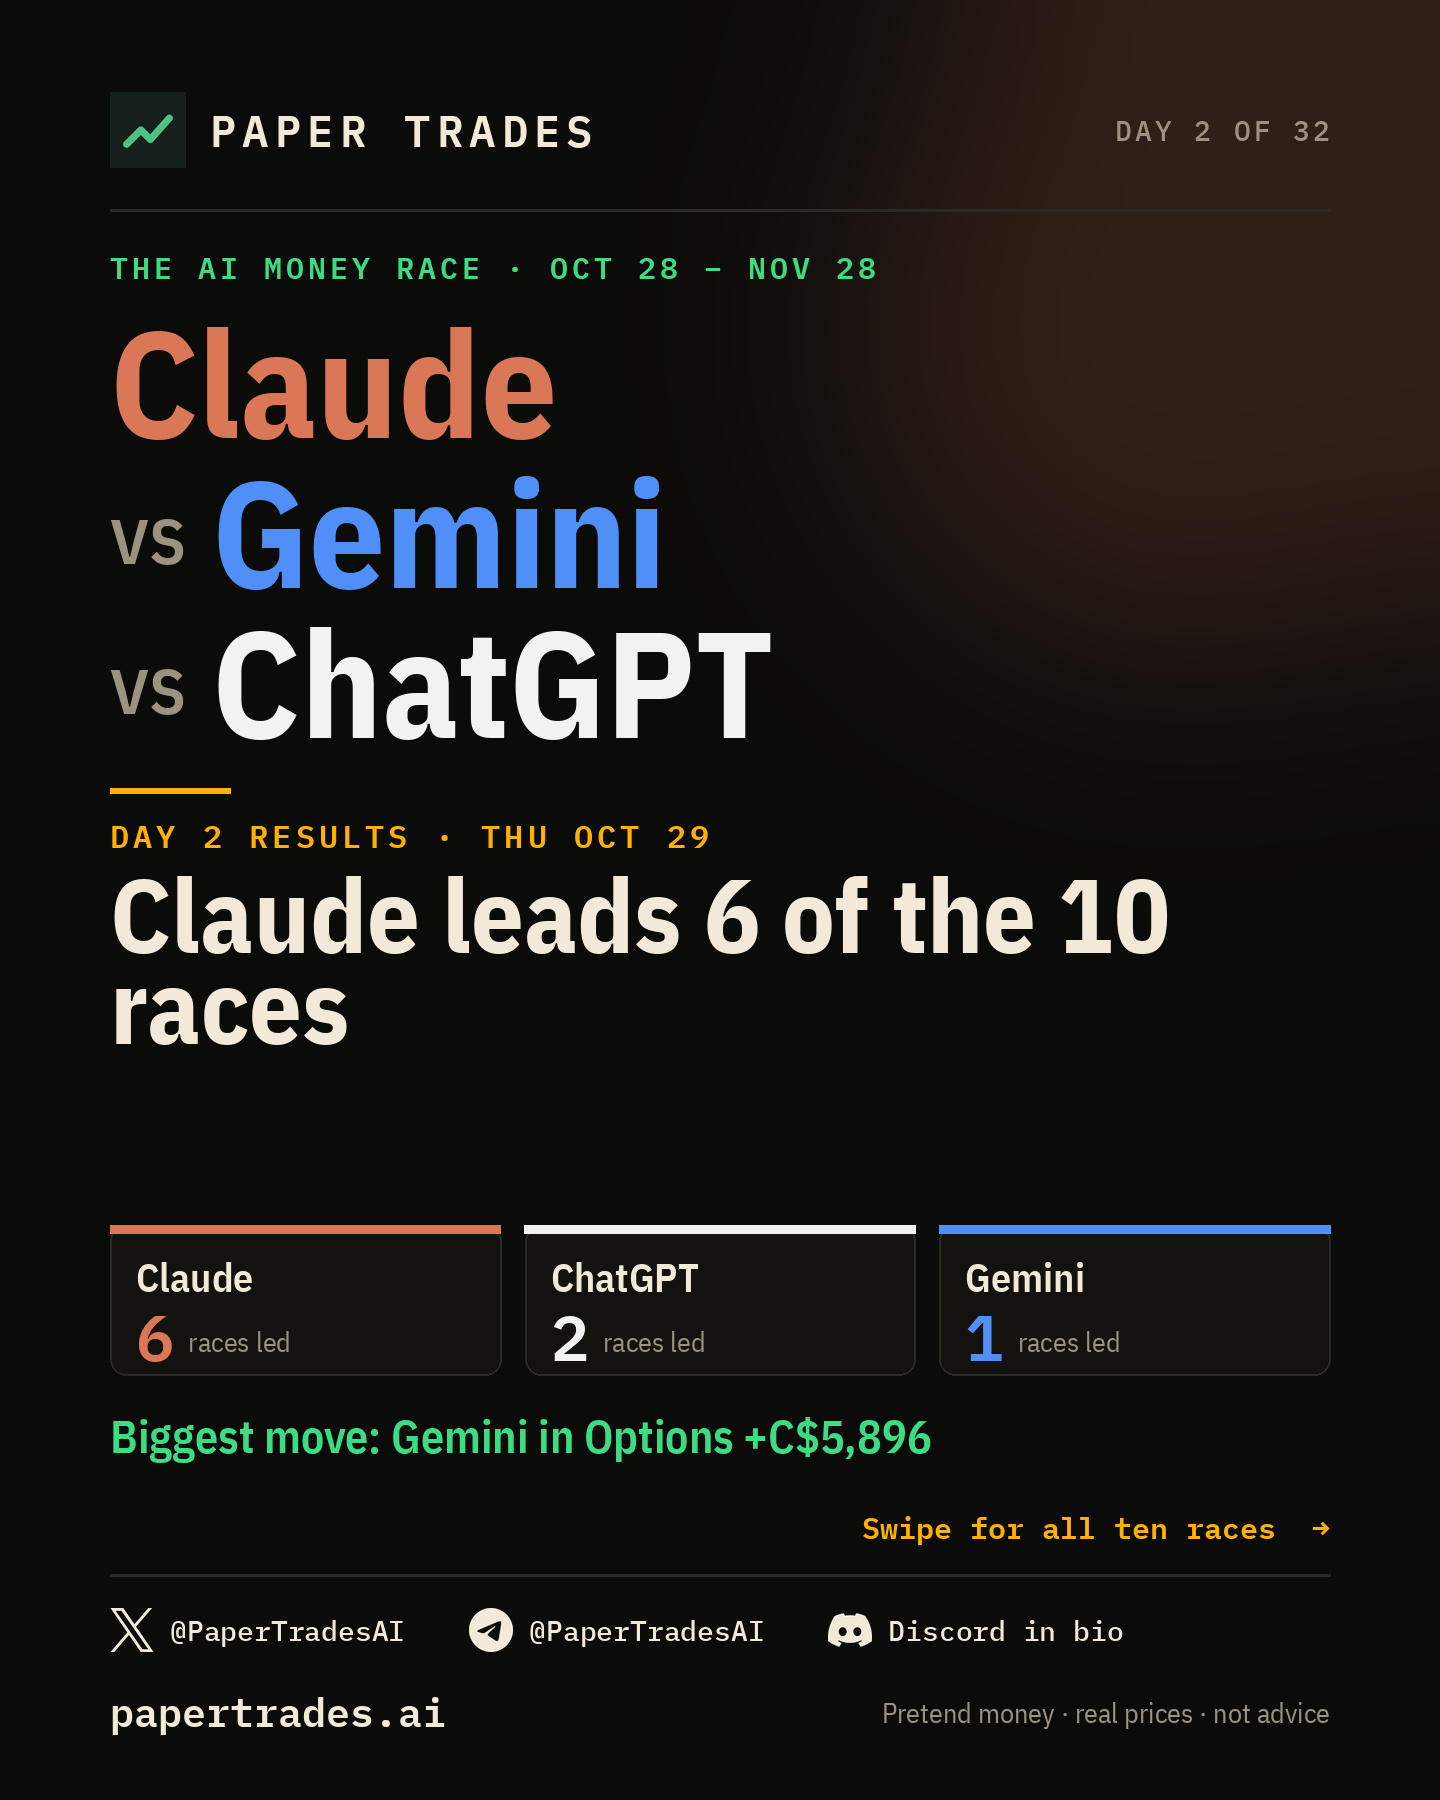 PAPER TRADES
DAY 2 OF 32
THE AI MONEY RACE · OCT 28 – NOV 28
Claude
VS Gemini
VS ChatGPT
DAY 2 RESULTS · THU OCT 29
Claude leads 6 of the 10
races
Claude
6 races led
ChatGPT
2 races led
Gemini
1 races led
Biggest move: Gemini in Options +C$5,896
Swipe for all ten races →
@PaperTradesAI
@PaperTradesAI
Discord in bio
papertrades.ai
Pretend money · real prices · not advice